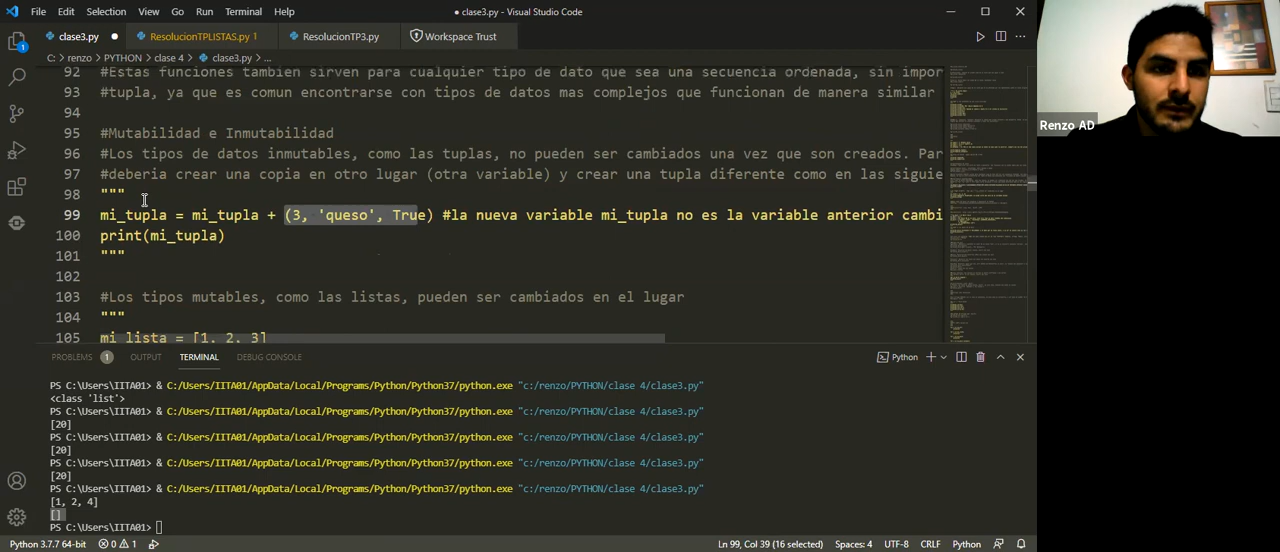 File Edit Selection View Go Run Terminal Help
● clase3.py - Visual Studio Code
clase3.py ● ResolucionTPLISTAS.py 1 ResolucionTP3.py Workspace Trust
C: > renzo > PYTHON > clase 4 > clase3.py > ...
92 #Estas funciones tambien sirven para cualquier tipo de dato que sea una secuencia ordenada, sin impor
93 #tupla, ya que es normal encontrarse con tipos de datos mas complejos que funcionan de manera similar
94
95 #Mutabilidad e Inmutabilidad
96 #Los tipos de datos inmutables, como las tuplas, no pueden ser cambiados una vez que son creados. Par
97 #deberia crear una nueva en otro lugar (otra variable) y crear una tupla diferente como en las siguie
98 """
99 mi_tupla = mi_tupla + (3, 'queso', True) #la nueva variable mi_tupla no es la variable anterior cambi
100 print(mi_tupla)
101 """
102
103 #Los tipos mutables, como las listas, pueden ser cambiados en el lugar
104 """
105 mi_lista = [1, 2, 3]
PROBLEMS 1 OUTPUT TERMINAL DEBUG CONSOLE
Python
PS C:\Users\IITA01> & C:/Users/IITA01/AppData/Local/Programs/Python/Python37/python.exe "c:/renzo/PYTHON/clase 4/clase3.py"
<class 'list'>
PS C:\Users\IITA01> & C:/Users/IITA01/AppData/Local/Programs/Python/Python37/python.exe "c:/renzo/PYTHON/clase 4/clase3.py"
[20]
PS C:\Users\IITA01> & C:/Users/IITA01/AppData/Local/Programs/Python/Python37/python.exe "c:/renzo/PYTHON/clase 4/clase3.py"
[20]
PS C:\Users\IITA01> & C:/Users/IITA01/AppData/Local/Programs/Python/Python37/python.exe "c:/renzo/PYTHON/clase 4/clase3.py"
[20]
PS C:\Users\IITA01> & C:/Users/IITA01/AppData/Local/Programs/Python/Python37/python.exe "c:/renzo/PYTHON/clase 4/clase3.py"
[1, 2, 4]
[]
PS C:\Users\IITA01>
Python 3.7.7 64-bit 0 1 Ln 99, Col 39 (16 selected) Spaces: 4 UTF-8 CRLF Python
Renzo AD